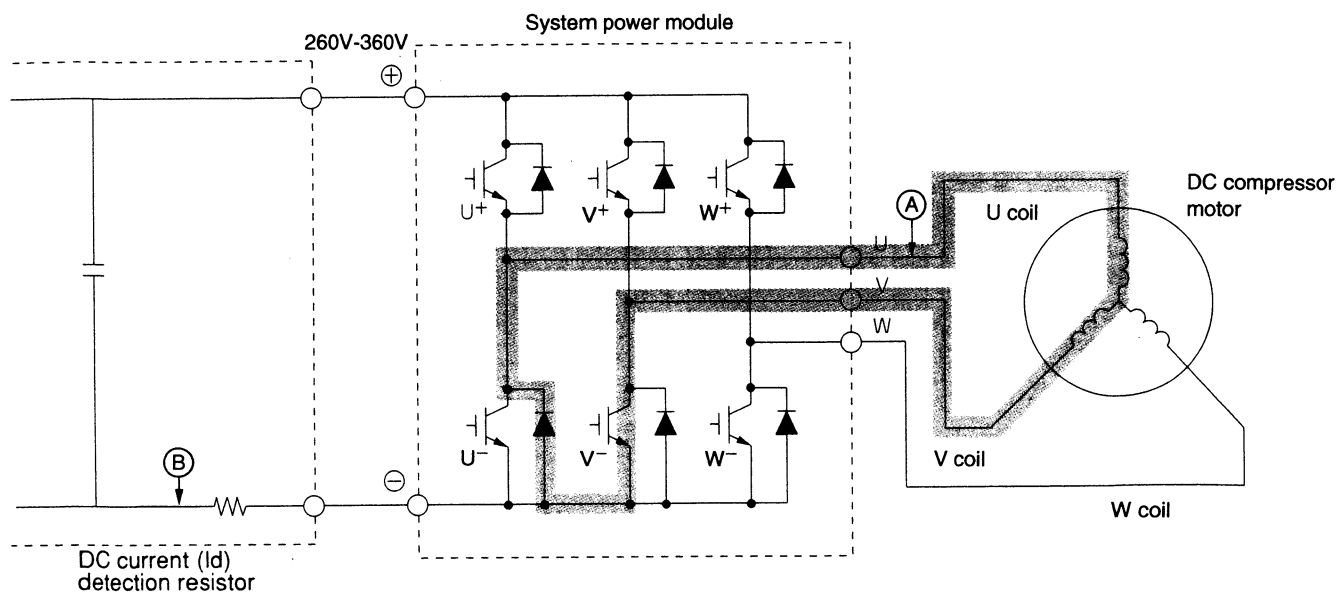 System power module
260V-360V
⊕
U+
V+
W+
A
U
V
W
U coil
DC compressor
motor
B
⊖
U−
V−
W−
V coil
W coil
DC current (Id)
detection resistor